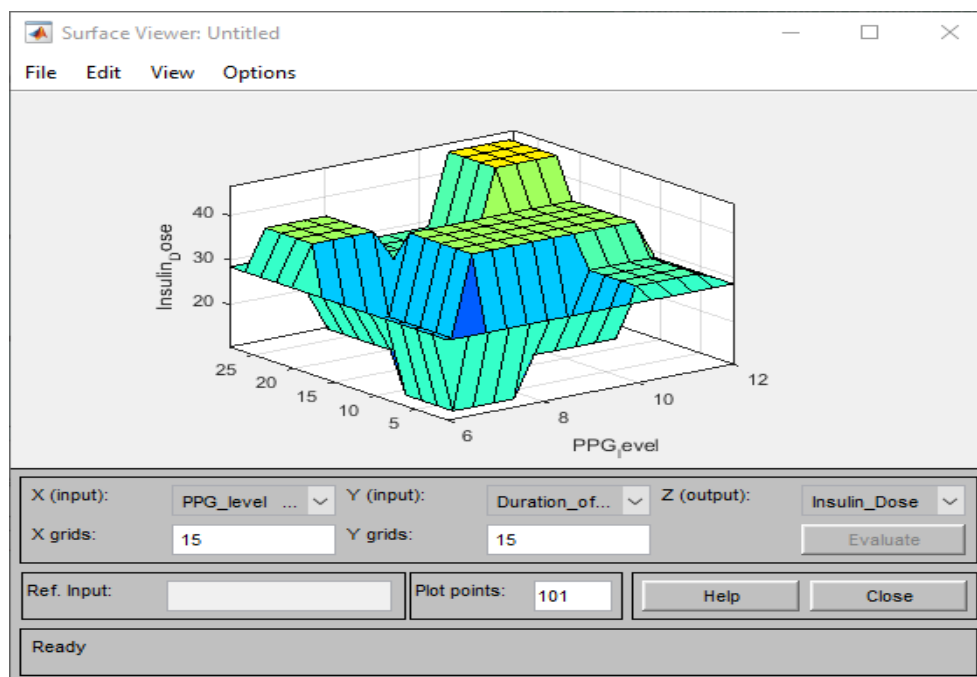 Surface Viewer: Untitled
File Edit View Options
40
30
20
Insulin_Dose
25
20
15
10
5
6
8
10
12
PPG_level
X (input): PPG_level ... Y (input): Duration_of... Z (output): Insulin_Dose
X grids: 15 Y grids: 15 Evaluate
Ref. Input: Plot points: 101 Help Close
Ready